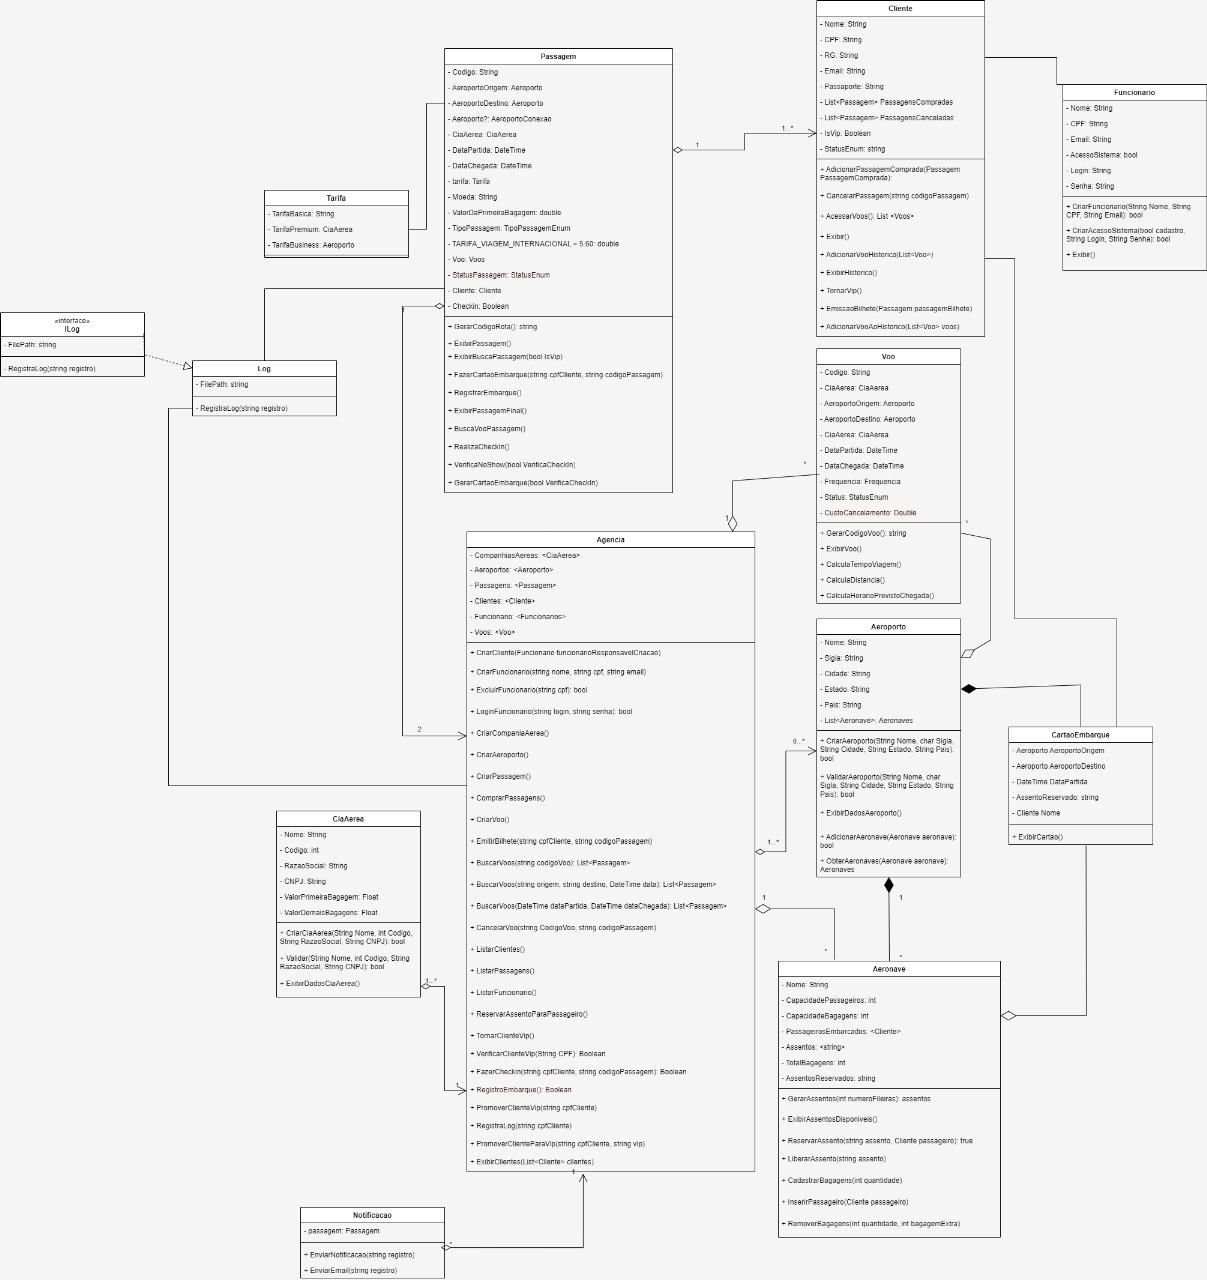 Cliente
- Nome: String
- CPF: String
- RG: String
- Email: String
- Passaporte: String
- List<Passagem> PassagensCompradas
- List<Passagem> PassagensCanceladas
- IsVip: Boolean
- StatusEnum: string
+ AdicionarPassagemComprada(Passagem
PassagemComprada):
+ CancelarPassagem(string codigoPassagem)
+ AcessarVoos(): List <Voos>
+ Exibir()
+ AdicionarVooHistorico(List<Voo>)
+ ExibirHistorico()
+ TornarVip()
+ EmissaoBilhete(Passagem passagemBilhete)
+ AdicionarVooAoHistorico(List<Voo> voos)
Passagem
- Codigo: String
- AeroportoOrigem: Aeroporto
- AeroportoDestino: Aeroporto
- Aeroporto?: AeroportoConexao
- CiaAerea: CiaAerea
- DataPartida: DateTime
- DataChegada: DateTime
- tarifa: Tarifa
- Moeda: String
- ValorDaPrimeiraBagagem: double
- TipoPassagem: TipoPassagemEnum
- TARIFA_VIAGEM_INTERNACIONAL = 5.60: double
- Voo: Voos
- StatusPassagem: StatusEnum
- Cliente: Cliente
- Checkin: Boolean
+ GerarCodigoRota(): string
+ ExibirPassagem()
+ ExibirBuscaPassagem(bool IsVip)
+ FazerCartaoEmbarque(string cpfCliente, string codigoPassagem)
+ RegistrarEmbarque()
+ ExibirPassagemFinal()
+ BuscaVooPassagem()
+ RealizaCheckIn()
+ VerificaNoShow(bool VerificaCheckIn)
+ GerarCartaoEmbarque(bool VerificaCheckIn)
1
1..*
Funcionario
- Nome: String
- CPF: String
- Email: String
- AcessoSistema: bool
- Login: String
- Senha: String
+ CriarFuncionario(String Nome, String
CPF, String Email): bool
+ CriarAcessoSistema(bool cadastro,
String Login, String Senha): bool
+ Exibir()
Tarifa
- TarifaBasica: String
- TarifaPremium: CiaAerea
- TarifaBusiness: Aeroporto
«interface»
ILog
- FilePath: string
- RegistraLog(string registro)
Log
- FilePath: string
- RegistraLog(string registro)
1
Voo
- Codigo: String
- CiaAerea: CiaAerea
- AeroportoOrigem: Aeroporto
- AeroportoDestino: Aeroporto
- CiaAerea: CiaAerea
- DataPartida: DateTime
- DataChegada: DateTime
- Frequencia: Frequencia
- Status: StatusEnum
- CustoCancelamento: Double
+ GerarCodigoVoo(): string
+ ExibirVoo()
+ CalculaTempoViagem()
+ CalculaDistancia()
+ CalculaHorarioPrevistoChegada()
*
1
*
Agencia
- CompanhiasAereas: <CiaAerea>
- Aeroportos: <Aeroporto>
- Passagens: <Passagem>
- Clientes: <Cliente>
- Funcionario: <Funcionarios>
- Voos: <Voo>
+ CriarCliente(Funcionario funcionarioResponsavelCriacao)
+ CriarFuncionario(string nome, string cpf, string email)
+ ExcluirFuncionario(string cpf): bool
+ LoginFuncionario(string login, string senha): bool
+ CriarCompaniaAerea()
+ CriarAeroporto()
+ CriarPassagem()
+ ComprarPassagens()
+ CriarVoo()
+ EmitirBilhete(string cpfCliente, string codigoPassagem)
+ BuscarVoos(string codigoVoo): List<Passagem>
+ BuscarVoos(string origem, string destino, DateTime data): List<Passagem>
+ BuscarVoos(DateTime dataPartida, DateTime dataChegada): List<Passagem>
+ CancelarVoo(string CodigoVoo, string codigoPassagem)
+ ListarClientes()
+ ListarPassagens()
+ ListarFuncionario()
+ ReservarAssentoParaPassageiro()
+ TornarClienteVip()
+ VerificarClienteVip(String CPF): Boolean
+ FazerCheckin(string cpfCliente, string codigoPassagem): Boolean
+ RegistroEmbarque(): Boolean
+ PromoverClienteVip(string cpfCliente)
+ RegistraLog(string cpfCliente)
+ PromoverClienteParaVip(string cpfCliente, string vip)
+ ExibirClientes(List<Cliente> clientes)
2
Aeroporto
- Nome: String
- Sigla: String
- Cidade: String
- Estado: String
- Pais: String
- List<Aeronave>: Aeronaves
+ CriarAeroporto(String Nome, char Sigla,
String Cidade, String Estado, String Pais):
bool
+ ValidarAeroporto(String Nome, char
Sigla, String Cidade, String Estado, String
Pais): bool
+ ExibirDadosAeroporto()
+ AdicionarAeronave(Aeronave aeronave):
bool
+ ObterAeronaves(Aeronave aeronave):
Aeronaves
0..*
1..*
1
*
1
*
CartaoEmbarque
- Aeroporto AeroportoOrigem
- Aeroporto AeroportoDestino
- DateTime DataPartida
- AssentoReservado: string
- Cliente Nome
+ ExibirCartao()
CiaAerea
- Nome: String
- Codigo: int
- RazaoSocial: String
- CNPJ: String
- ValorPrimeiraBagagem: Float
- ValorDemaisBagagens: Float
+ CriarCiaAerea(String Nome, int Codigo,
String RazaoSocial, String CNPJ): bool
+ Validar(String Nome, int Codigo, String
RazaoSocial, String CNPJ): bool
+ ExibirDadosCiaAerea()
1..*
1
Aeronave
- Nome: String
- CapacidadePassageiros: int
- CapacidadeBagagens: int
- PassageirosEmbarcados: <Cliente>
- Assentos: <string>
- TotalBagagens: int
- AssentosReservados: string
+ GerarAssentos(int numeroFileiras): assentos
+ ExibirAssentosDisponiveis()
+ ReservarAssento(string assento, Cliente passageiro): true
+ LiberarAssento(string assento)
+ CadastrarBagagens(int quantidade)
+ InserirPassageiro(Cliente passageiro)
+ RemoverBagagens(int quantidade, int bagagemExtra)
1
Notificacao
- passagem: Passagem
+ EnviarNotificacao(string registro)
+ EnviarEmail(string registro)
*